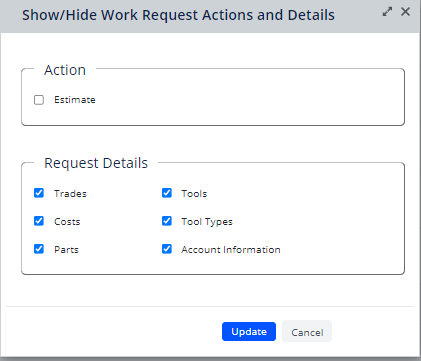 Show/Hide Work Request Actions and Details
Action
Estimate
Request Details
Trades Tools
Costs Tool Types
Parts Account Information
Update Cancel